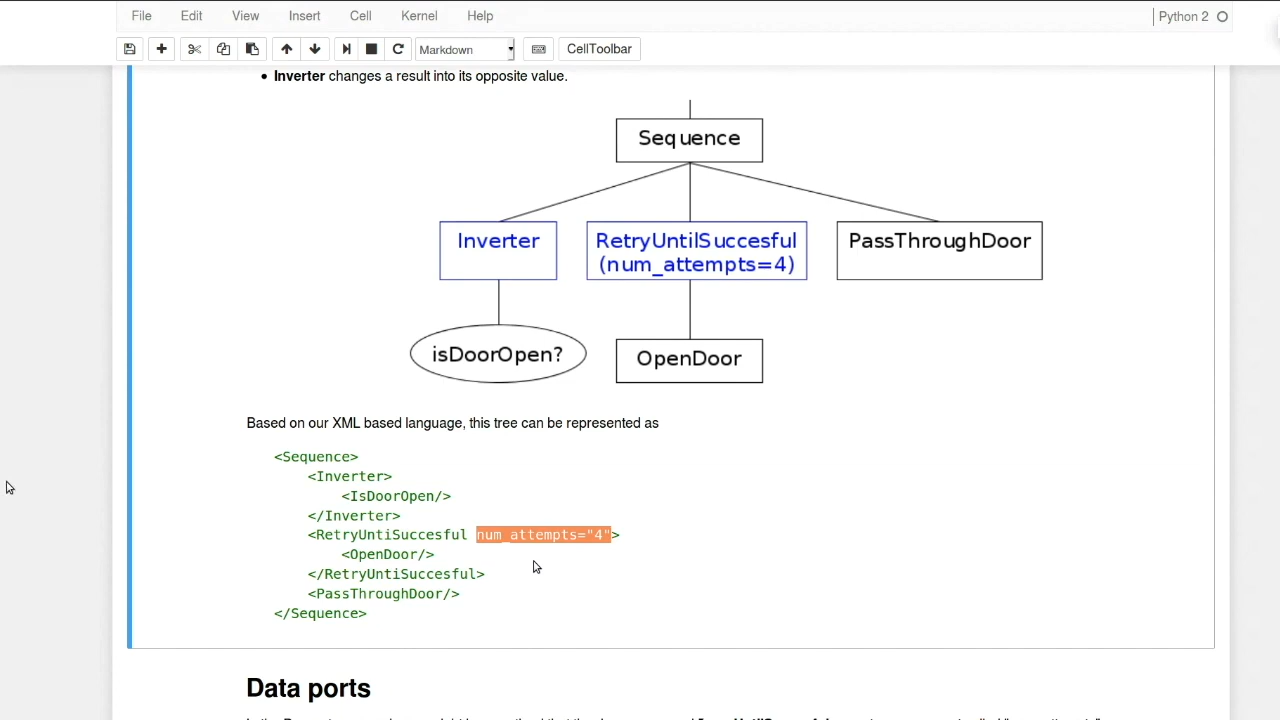 File Edit View Insert Cell Kernel Help Python 2
Markdown CellToolbar
Inverter changes a result into its opposite value.
Sequence
Inverter RetryUntilSuccesful PassThroughDoor
(num_attempts=4)
isDoorOpen? OpenDoor
Based on our XML based language, this tree can be represented as
<Sequence>
<Inverter>
<IsDoorOpen/>
</Inverter>
<RetryUntiSuccesful num_attempts="4">
<OpenDoor/>
</RetryUntiSuccesful>
<PassThroughDoor/>
</Sequence>
Data ports